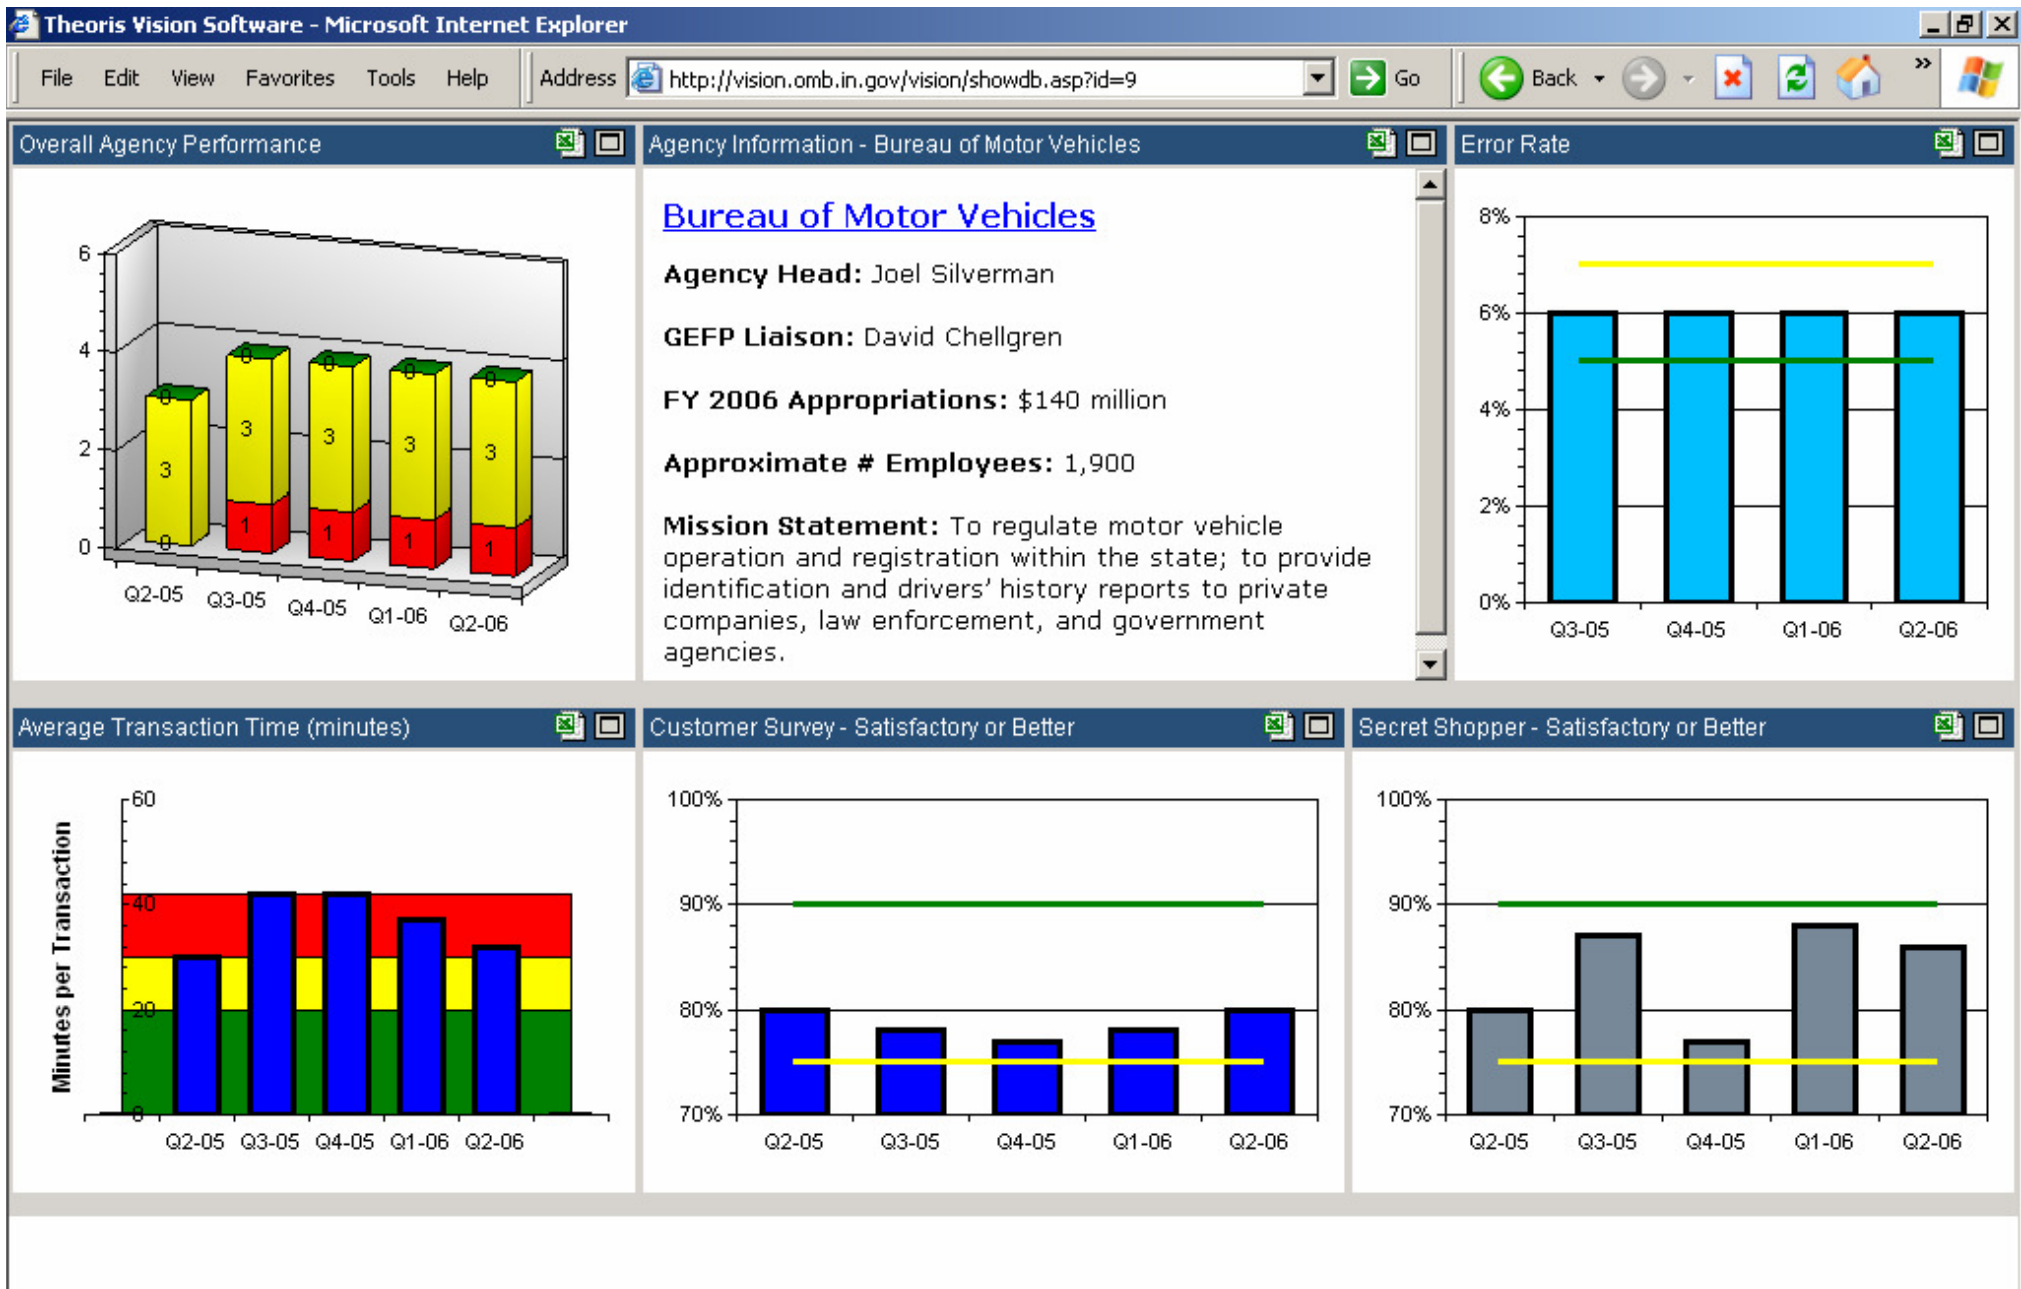 Theoris Vision Software - Microsoft Internet Explorer
File Edit View Favorites Tools Help Address http://vision.omb.in.gov/vision/showdb.asp?id=9 Go Back »
Overall Agency Performance
6
4
2
0
0 0 0 0 0
3 3 3 3 3
0 1 1 1 1
Q2-05 Q3-05 Q4-05 Q1-06 Q2-06
Agency Information - Bureau of Motor Vehicles
Bureau of Motor Vehicles
Agency Head: Joel Silverman
GEFP Liaison: David Chellgren
FY 2006 Appropriations: $140 million
Approximate # Employees: 1,900
Mission Statement: To regulate motor vehicle
operation and registration within the state; to provide
identification and drivers' history reports to private
companies, law enforcement, and government
agencies.
Error Rate
8%
6%
4%
2%
0%
Q3-05 Q4-05 Q1-06 Q2-06
Average Transaction Time (minutes)
Minutes per Transaction
60
40
20
0
Q2-05 Q3-05 Q4-05 Q1-06 Q2-06
Customer Survey - Satisfactory or Better
100%
90%
80%
70%
Q2-05 Q3-05 Q4-05 Q1-06 Q2-06
Secret Shopper - Satisfactory or Better
100%
90%
80%
70%
Q2-05 Q3-05 Q4-05 Q1-06 Q2-06